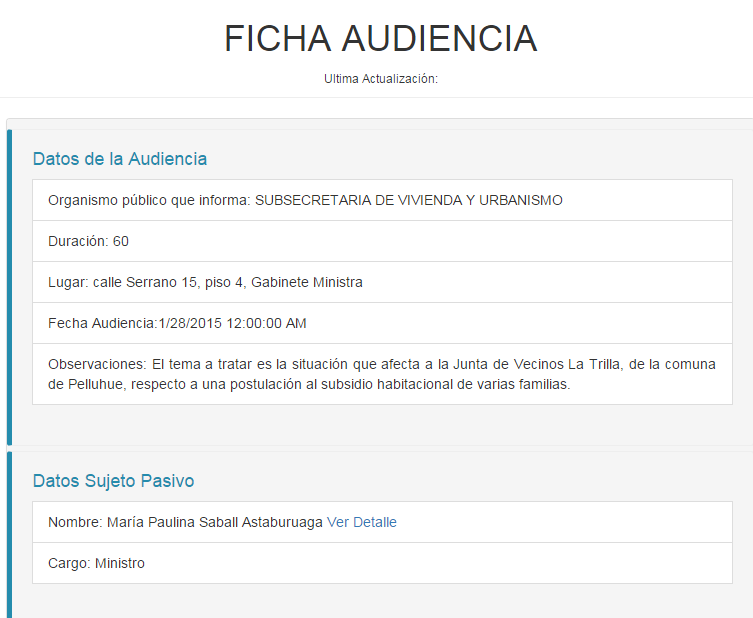 FICHA AUDIENCIA
Ultima Actualización:
Datos de la Audiencia
Organismo público que informa: SUBSECRETARIA DE VIVIENDA Y URBANISMO
Duración: 60
Lugar: calle Serrano 15, piso 4, Gabinete Ministra
Fecha Audiencia:1/28/2015 12:00:00 AM
Observaciones: El tema a tratar es la situación que afecta a la Junta de Vecinos La Trilla, de la comuna
de Pelluhue, respecto a una postulación al subsidio habitacional de varias familias.
Datos Sujeto Pasivo
Nombre: María Paulina Saball Astaburuaga Ver Detalle
Cargo: Ministro